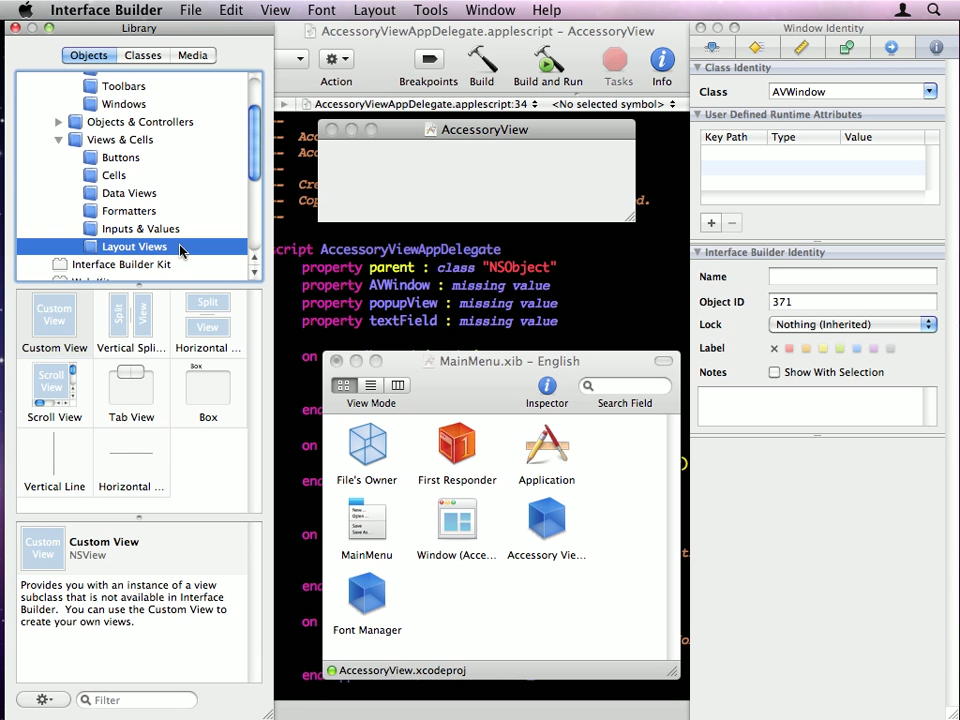 Interface Builder File Edit View Font Layout Tools Window Help
Library
Objects Classes Media
Toolbars
Windows
Objects & Controllers
Views & Cells
Buttons
Cells
Data Views
Formatters
Inputs & Values
Layout Views
Interface Builder Kit
Custom View
Split View
Split View
Custom View Vertical Spli... Horizontal ...
Scroll View
Box
Scroll View Tab View Box
Vertical Line Horizontal ...
Custom View
Custom View
NSView
Provides you with an instance of a view
subclass that is not available in Interface
Builder. You can use the Custom View to
create your own views.
Filter
AccessoryViewAppDelegate.applescript – AccessoryView
Action Breakpoints Build Build and Run Tasks Info
AccessoryViewAppDelegate.applescript:34 <No selected symbol>
AccessoryView
cript AccessoryViewAppDelegate
property parent : class "NSObject"
property AVWindow : missing value
property popupView : missing value
property textField : missing value
on
end
on
end
on
end
on
end
MainMenu.xib – English
View Mode Inspector Search Field
New...
Open...
Save
Save As...
File's Owner First Responder Application
MainMenu Window (Acce... Accessory Vie...
Font Manager
AccessoryView.xcodeproj
Window Identity
Class Identity
Class AVWindow
User Defined Runtime Attributes
Key Path Type Value
Interface Builder Identity
Name
Object ID 371
Lock Nothing (Inherited)
Label
Notes Show With Selection